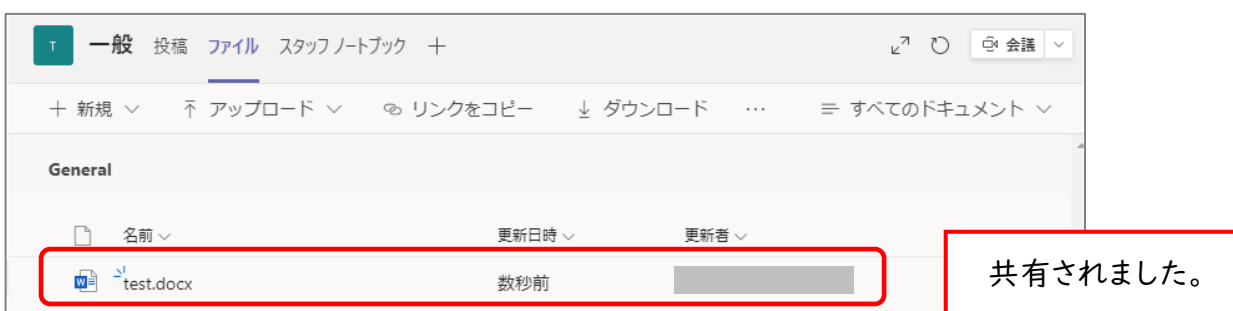 T 一般 投稿 ファイル スタッフ ノートブック 会議
新規 アップロード リンクをコピー ダウンロード … すべてのドキュメント
General
名前 更新日時 更新者
test.docx 数秒前
共有されました。